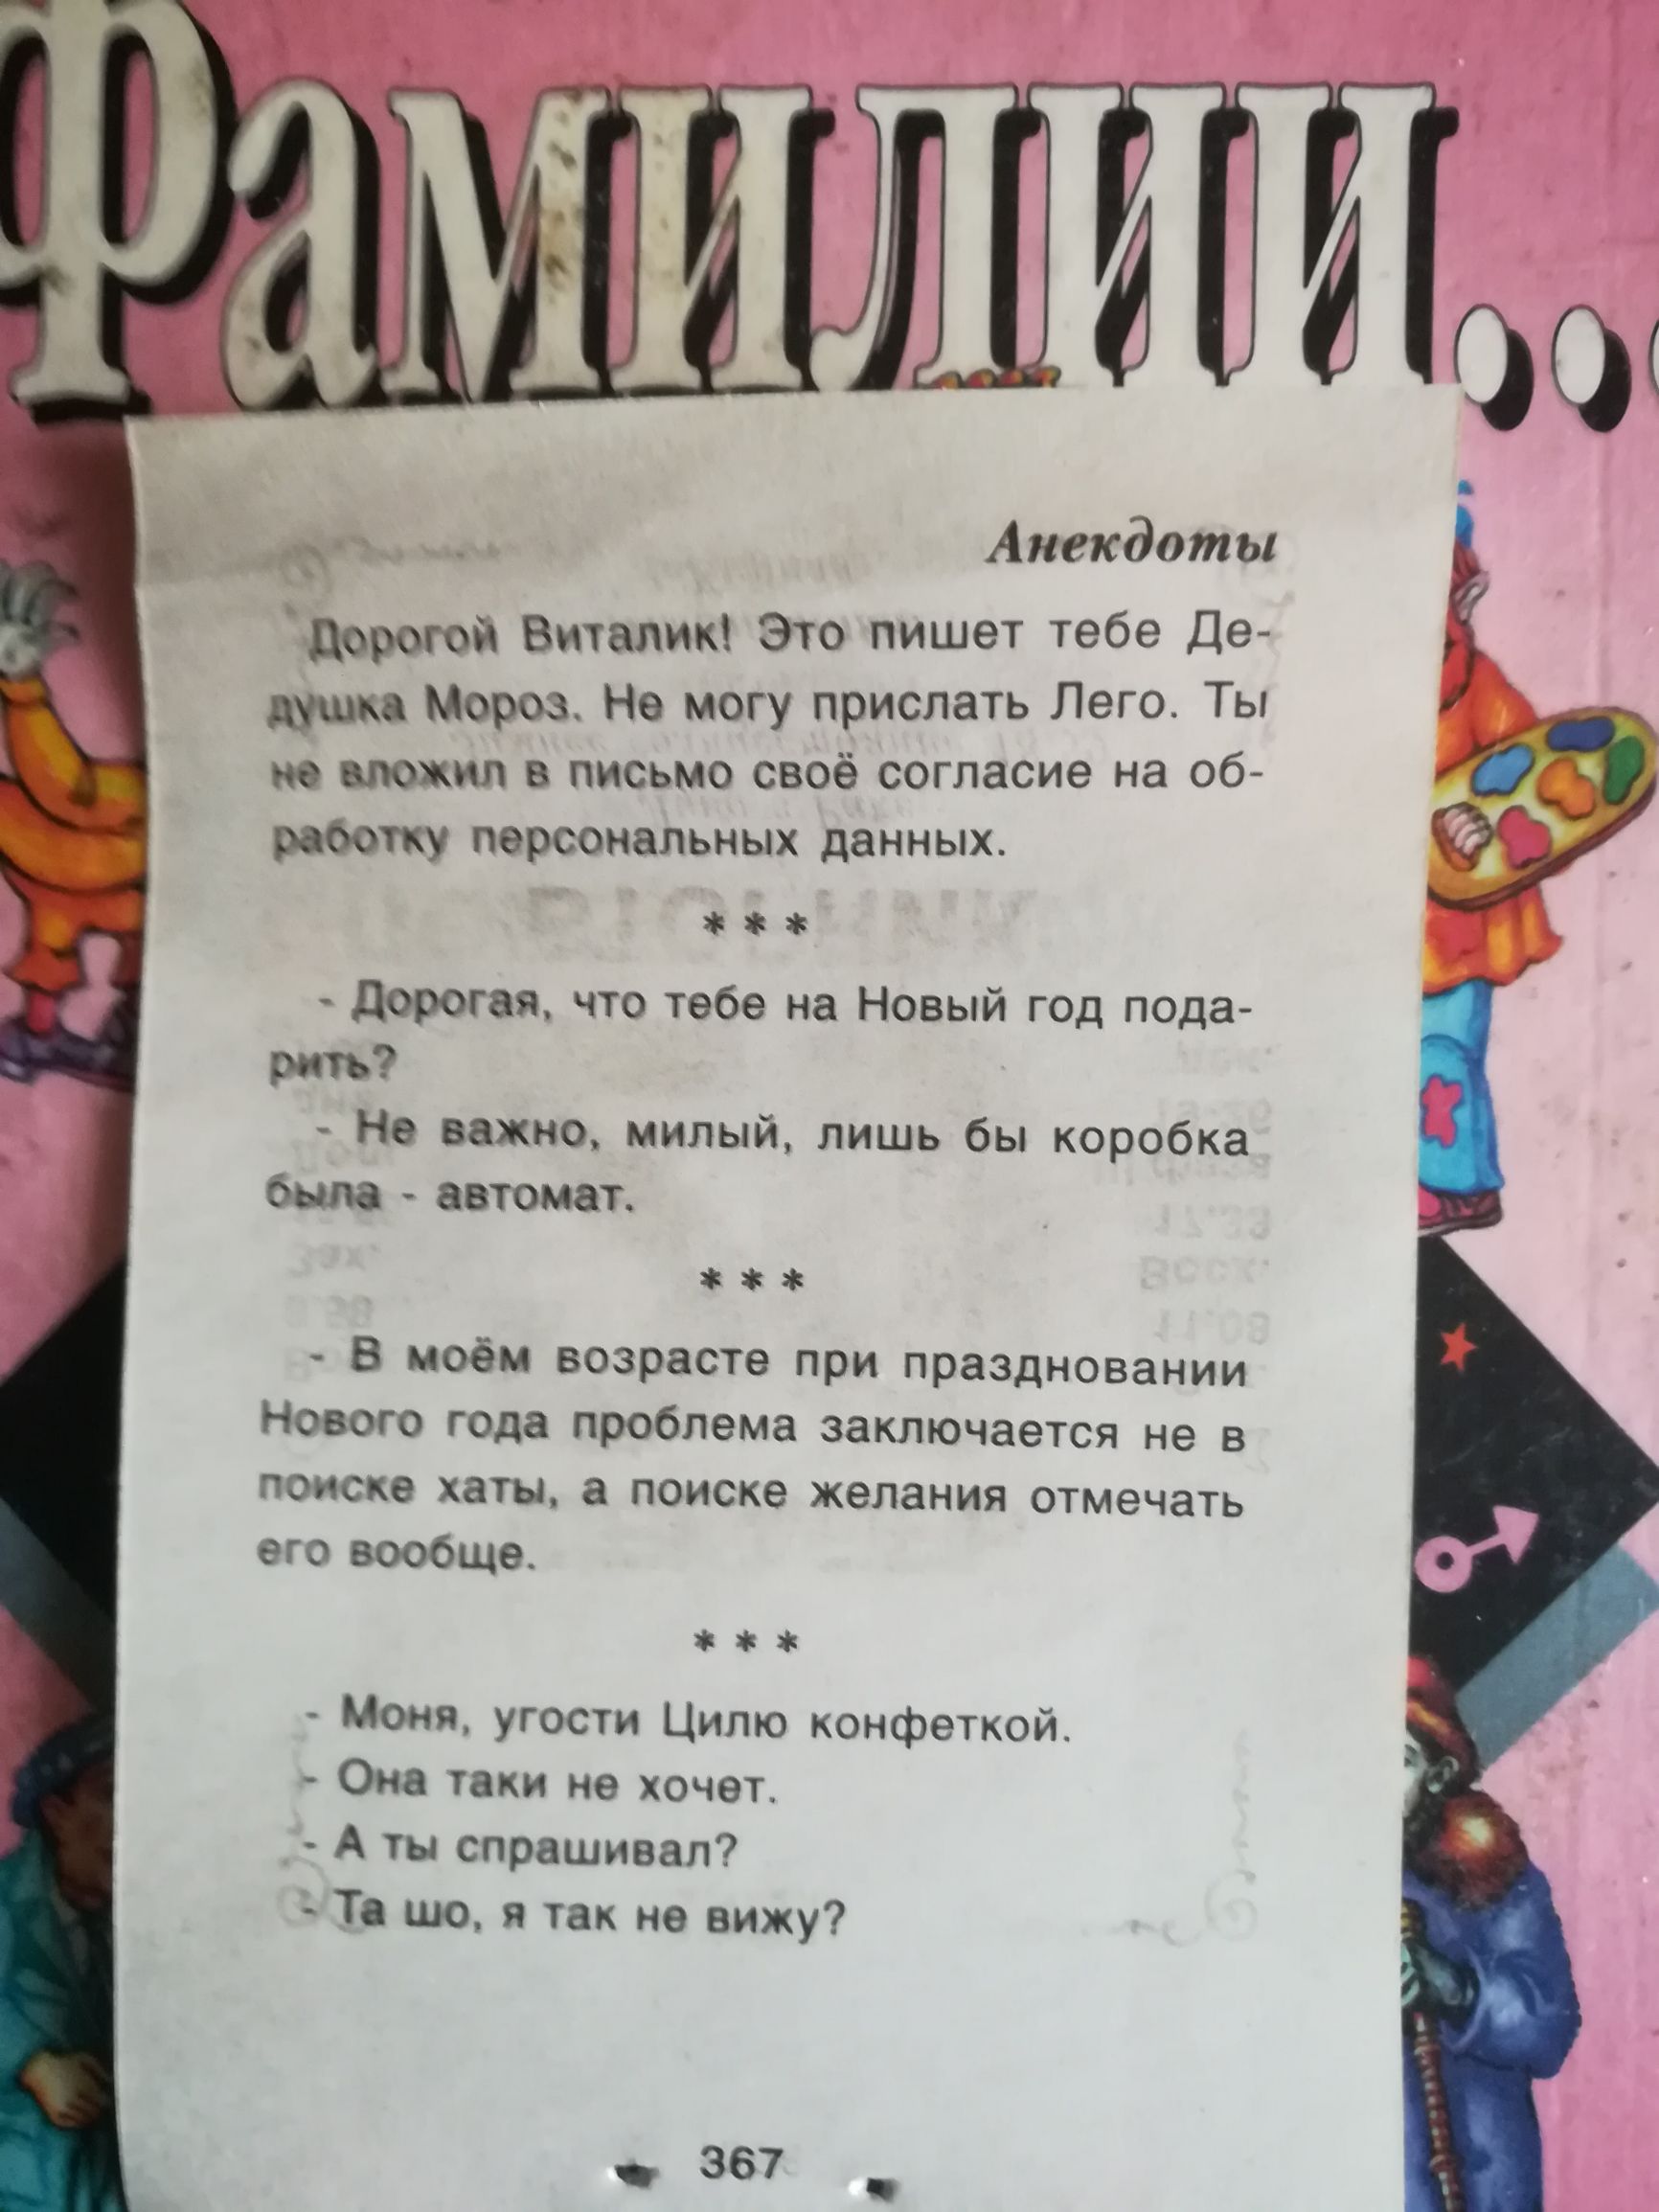 Фамилии...
Анекдоты
Дорогой Виталик! Это пишет тебе Де-
душка Мороз. Не могу прислать Лего. Ты
не вложил в письмо своё согласие на об-
работку персональных данных.
* * *
- Дорогая, что тебе на Новый год пода-
рить?
- Не важно, милый, лишь бы коробка
была - автомат.
* * *
- В моём возрасте при праздновании
Нового года проблема заключается не в
поиске хаты, а поиске желания отмечать
его вообще.
* * *
- Моня, угости Цилю конфеткой.
- Она таки не хочет.
- А ты спрашивал?
- Та шо, я так не вижу?
367